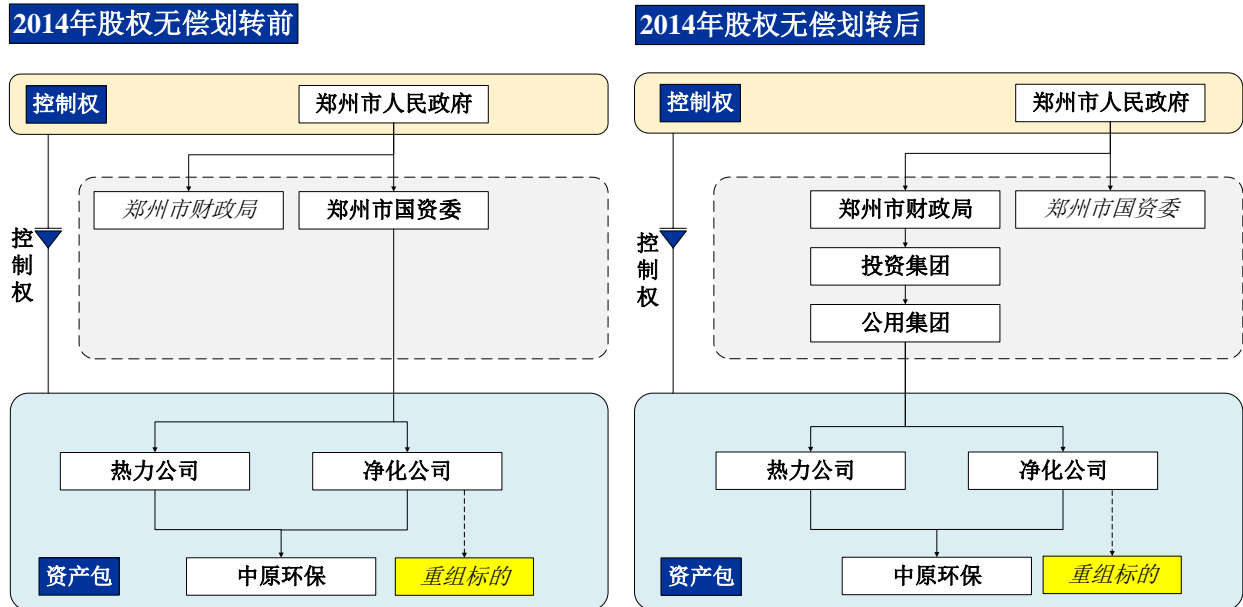 2014年股权无偿划转前
控制权
郑州市人民政府
郑州市财政局
郑州市国资委
控制权
热力公司
净化公司
资产包
中原环保
重组标的
2014年股权无偿划转后
控制权
郑州市人民政府
郑州市财政局
郑州市国资委
投资集团
控制权
公用集团
热力公司
净化公司
资产包
中原环保
重组标的